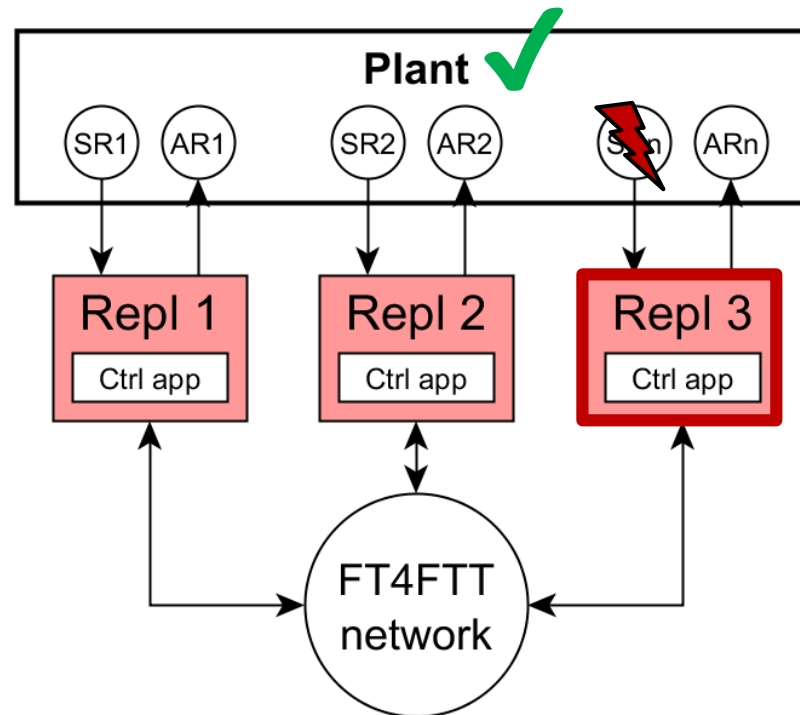 Plant
SR1 AR1 SR2 AR2 ARn
Repl 1 Repl 2 Repl 3
Ctrl app Ctrl app Ctrl app
FT4FTT
network